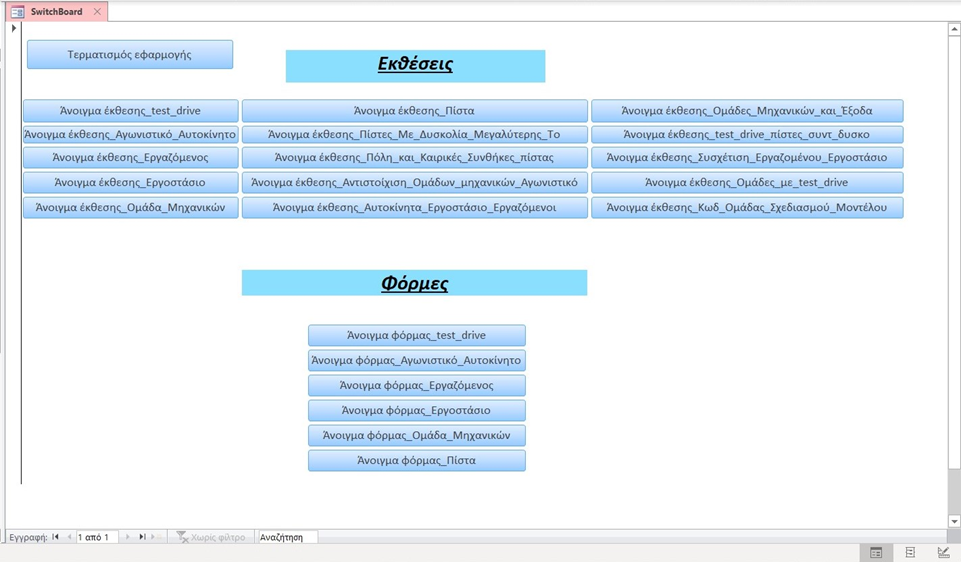 SwitchBoard
Τερματισμός εφαρμογής
Εκθέσεις
Άνοιγμα έκθεσης_test_drive
Άνοιγμα έκθεσης_Πίστα
Άνοιγμα έκθεσης_Ομάδες_Μηχανικών_και_Έξοδα
Άνοιγμα έκθεσης_Αγωνιστικό_Αυτοκίνητο
Άνοιγμα έκθεσης_Πίστες_Με_Δυσκολία_Μεγαλύτερης_Το
Άνοιγμα έκθεσης_test_drive_πίστες_συντ_δυσκο
Άνοιγμα έκθεσης_Εργαζόμενος
Άνοιγμα έκθεσης_Πόλη_και_Καιρικές_Συνθήκες_πίστας
Άνοιγμα έκθεσης_Συσχέτιση_Εργαζομένου_Εργοστάσιο
Άνοιγμα έκθεσης_Εργοστάσιο
Άνοιγμα έκθεσης_Αντιστοίχιση_Ομάδων_μηχανικών_Αγωνιστικό
Άνοιγμα έκθεσης_Ομάδες_με_test_drive
Άνοιγμα έκθεσης_Ομάδα_Μηχανικών
Άνοιγμα έκθεσης_Αυτοκίνητα_Εργοστάσιο_Εργαζόμενοι
Άνοιγμα έκθεσης_Κωδ_Ομάδας_Σχεδιασμού_Μοντέλου
Φόρμες
Άνοιγμα φόρμας_test_drive
Άνοιγμα φόρμας_Αγωνιστικό_Αυτοκίνητο
Άνοιγμα φόρμας_Εργαζόμενος
Άνοιγμα φόρμας_Εργοστάσιο
Άνοιγμα φόρμας_Ομάδα_Μηχανικών
Άνοιγμα φόρμας_Πίστα
Εγγραφή: 1 από 1 Χωρίς φίλτρο Αναζήτηση